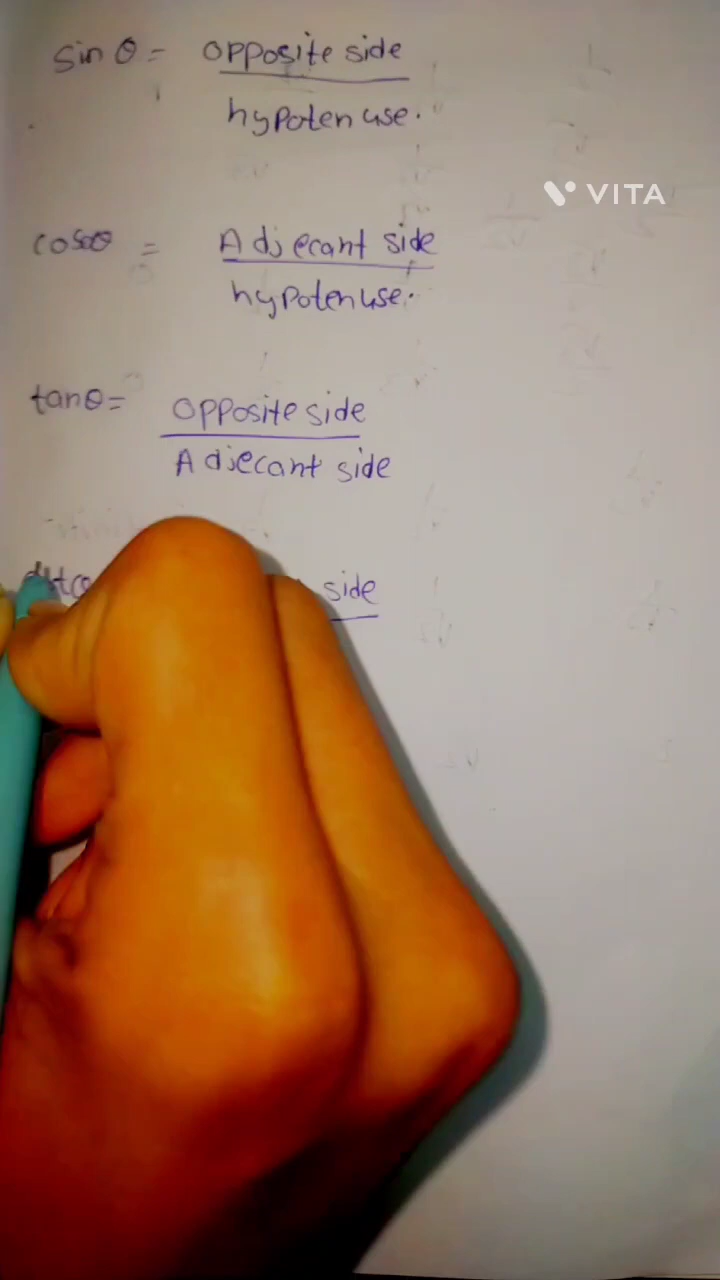 sin θ = opposite side
hypotenuse.
VITA
cosθ = Adjecant side
hypotenuse.
tanθ = opposite side
Adjecant side
side